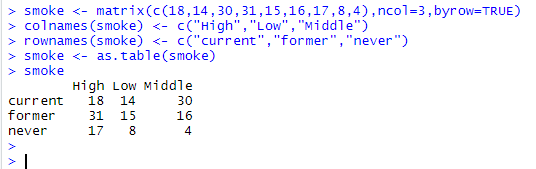 > smoke <- matrix(c(18,14,30,31,15,16,17,8,4),ncol=3,byrow=TRUE)
> colnames(smoke) <- c("High","Low","Middle")
> rownames(smoke) <- c("current","former","never")
> smoke <- as.table(smoke)
> smoke
        High Low Middle
current   18  14     30
former    31  15     16
never     17   8      4
>
>